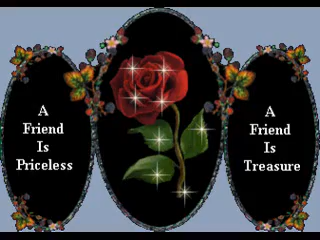 A
Friend
Is
Priceless
A
Friend
Is
Treasure